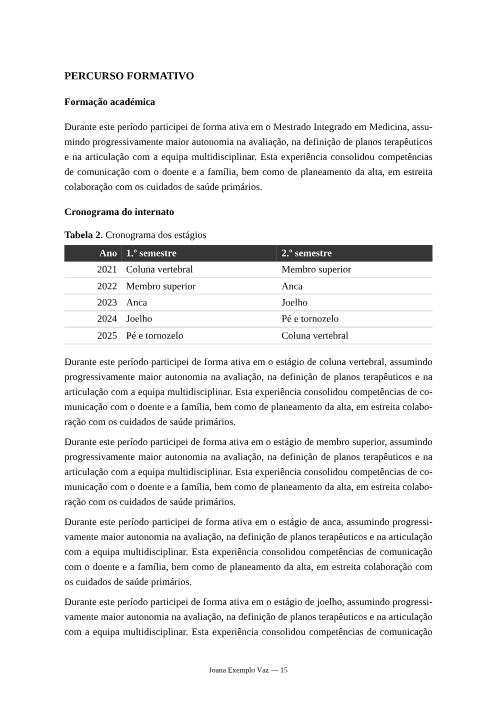 PERCURSO FORMATIVO
Formação académica
Durante este período participei de forma ativa em o Mestrado Integrado em Medicina, assu-
mindo progressivamente maior autonomia na avaliação, na definição de planos terapêuticos
e na articulação com a equipa multidisciplinar. Esta experiência consolidou competências
de comunicação com o doente e a família, bem como de planeamento da alta, em estreita
colaboração com os cuidados de saúde primários.
Cronograma do internato
Tabela 2. Cronograma dos estágios
Ano 1.º semestre 2.º semestre
2021 Coluna vertebral Membro superior
2022 Membro superior Anca
2023 Anca Joelho
2024 Joelho Pé e tornozelo
2025 Pé e tornozelo Coluna vertebral
Durante este período participei de forma ativa em o estágio de coluna vertebral, assumindo
progressivamente maior autonomia na avaliação, na definição de planos terapêuticos e na
articulação com a equipa multidisciplinar. Esta experiência consolidou competências de co-
municação com o doente e a família, bem como de planeamento da alta, em estreita colabo-
ração com os cuidados de saúde primários.
Durante este período participei de forma ativa em o estágio de membro superior, assumindo
progressivamente maior autonomia na avaliação, na definição de planos terapêuticos e na
articulação com a equipa multidisciplinar. Esta experiência consolidou competências de co-
municação com o doente e a família, bem como de planeamento da alta, em estreita colabo-
ração com os cuidados de saúde primários.
Durante este período participei de forma ativa em o estágio de anca, assumindo progressi-
vamente maior autonomia na avaliação, na definição de planos terapêuticos e na articulação
com a equipa multidisciplinar. Esta experiência consolidou competências de comunicação
com o doente e a família, bem como de planeamento da alta, em estreita colaboração com
os cuidados de saúde primários.
Durante este período participei de forma ativa em o estágio de joelho, assumindo progressi-
vamente maior autonomia na avaliação, na definição de planos terapêuticos e na articulação
com a equipa multidisciplinar. Esta experiência consolidou competências de comunicação
Joana Exemplo Vaz — 15